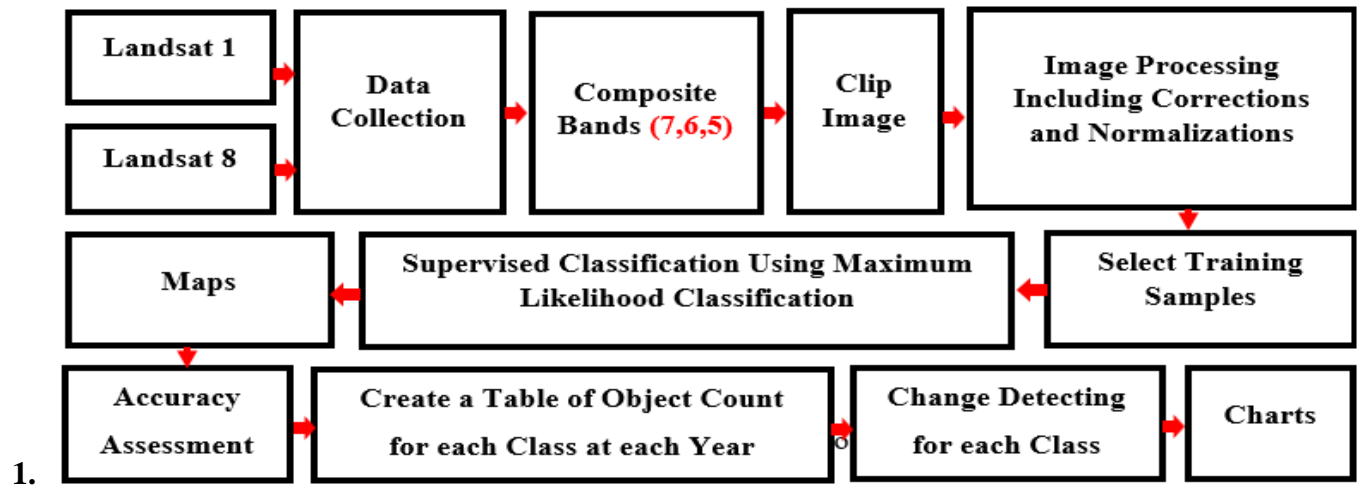 Landsat 1
Landsat 8
Data
Collection
Composite
Bands (7,6,5)
Clip
Image
Image Processing
Including Corrections
and Normalizations
Select Training
Samples
Supervised Classification Using Maximum
Likelihood Classification
Maps
Accuracy
Assessment
Create a Table of Object Count
for each Class at each Year
o
Change Detecting
for each Class
Charts
1.